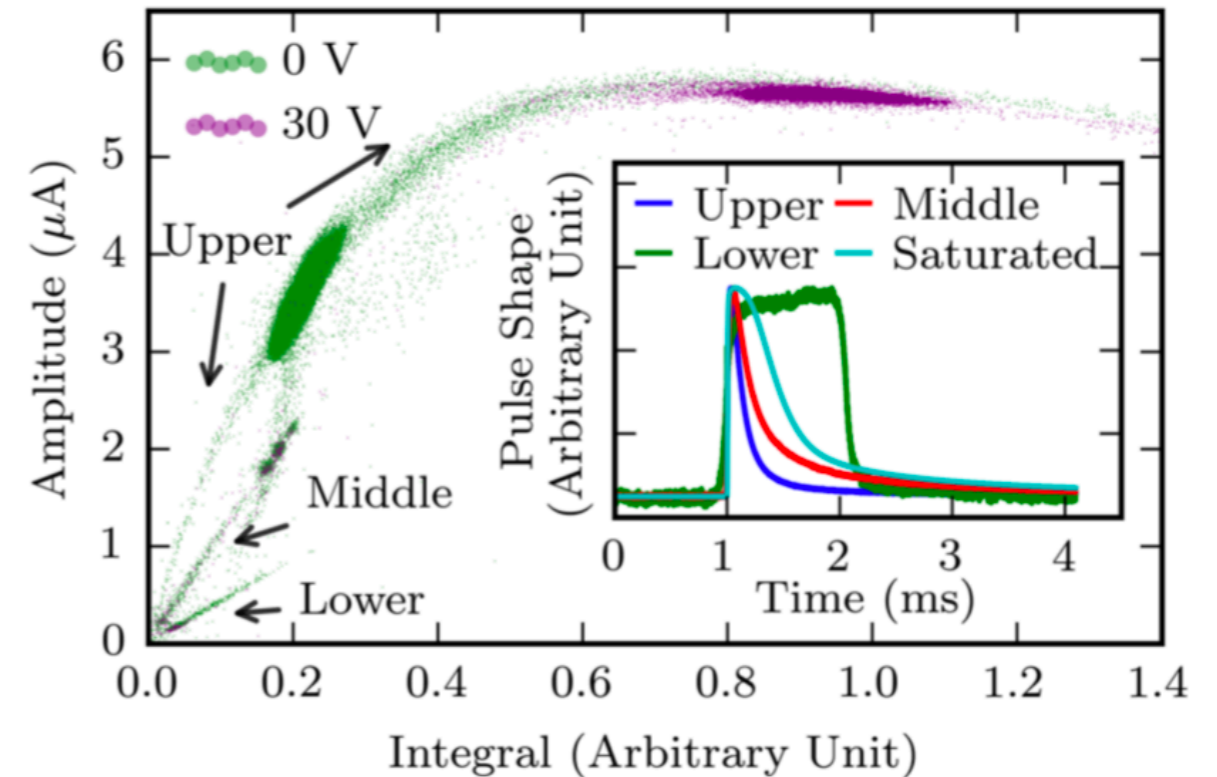 6
5
4
3
2
1
0
Amplitude (μA)
0 V
30 V
Upper
Middle
Lower
0.0 0.2 0.4 0.6 0.8 1.0 1.2 1.4
Integral (Arbitrary Unit)
Pulse Shape
(Arbitrary Unit)
Upper Middle
Lower Saturated
0 1 2 3 4
Time (ms)